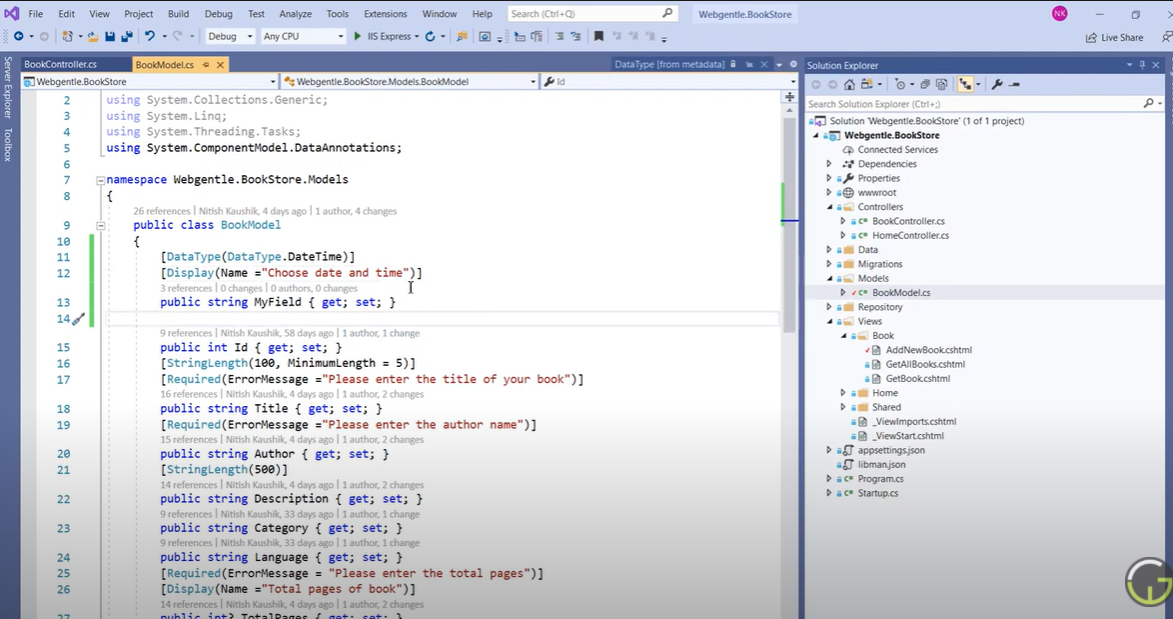 File Edit View Project Build Debug Test Analyze Tools Extensions Window Help Search (Ctrl+Q) Webgentle.BookStore NK
Debug Any CPU IIS Express Live Share
Server Explorer
Toolbox
BookController.cs BookModel.cs DataType [from metadata]
Webgentle.BookStore Webgentle.BookStore.Models.BookModel Id
2 using System.Collections.Generic;
3 using System.Linq;
4 using System.Threading.Tasks;
5 using System.ComponentModel.DataAnnotations;
6
7 namespace Webgentle.BookStore.Models
8 {
26 references | Nitish Kaushik, 4 days ago | 1 author, 4 changes
9 public class BookModel
10 {
11 [DataType(DataType.DateTime)]
12 [Display(Name ="Choose date and time")]
3 references | 0 changes | 0 authors, 0 changes
13 public string MyField { get; set; }
14
9 references | Nitish Kaushik, 58 days ago | 1 author, 1 change
15 public int Id { get; set; }
16 [StringLength(100, MinimumLength = 5)]
17 [Required(ErrorMessage ="Please enter the title of your book")]
16 references | Nitish Kaushik, 4 days ago | 1 author, 2 changes
18 public string Title { get; set; }
19 [Required(ErrorMessage ="Please enter the author name")]
15 references | Nitish Kaushik, 4 days ago | 1 author, 2 changes
20 public string Author { get; set; }
21 [StringLength(500)]
14 references | Nitish Kaushik, 4 days ago | 1 author, 2 changes
22 public string Description { get; set; }
9 references | Nitish Kaushik, 33 days ago | 1 author, 1 change
23 public string Category { get; set; }
9 references | Nitish Kaushik, 33 days ago | 1 author, 1 change
24 public string Language { get; set; }
25 [Required(ErrorMessage = "Please enter the total pages")]
26 [Display(Name ="Total pages of book")]
14 references | Nitish Kaushik, 4 days ago | 1 author, 2 changes
27 public int? TotalPages { get; set; }
Solution Explorer
Search Solution Explorer (Ctrl+;)
Solution 'Webgentle.BookStore' (1 of 1 project)
Webgentle.BookStore
Connected Services
Dependencies
Properties
wwwroot
Controllers
C# BookController.cs
C# HomeController.cs
Data
Migrations
Models
C# BookModel.cs
Repository
Views
Book
AddNewBook.cshtml
GetAllBooks.cshtml
GetBook.cshtml
Home
Shared
_ViewImports.cshtml
_ViewStart.cshtml
appsettings.json
libman.json
C# Program.cs
C# Startup.cs